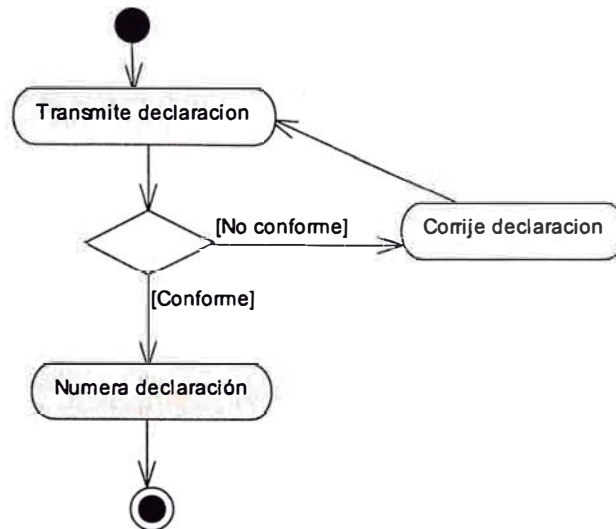 Transmite declaracion
[No conforme]
Corrije declaracion
[Conforme]
Numera declaración